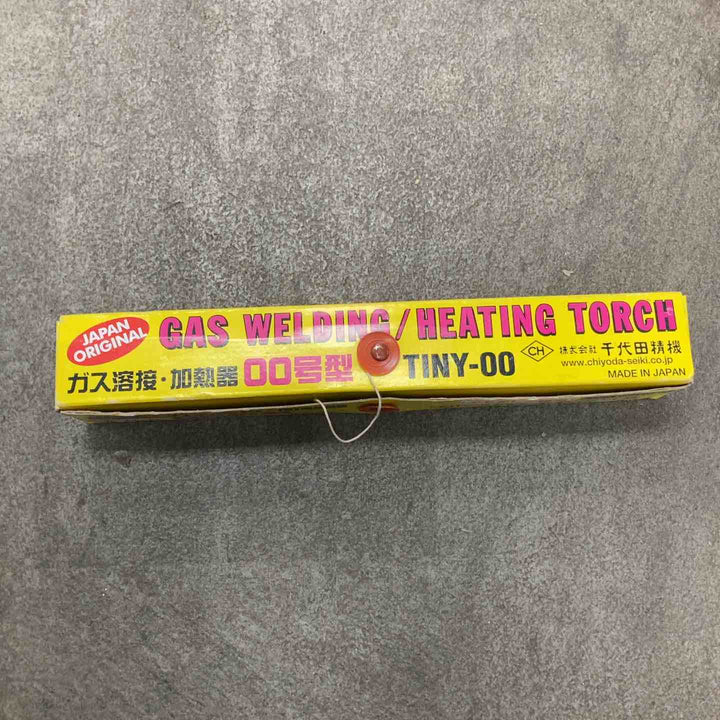 JAPAN
ORIGINAL
GAS WELDING/HEATING TORCH
ガス溶接・加熱器 00号型 TINY-00
CH 株式会社 千代田精機
www.chiyoda-seiki.co.jp
MADE IN JAPAN